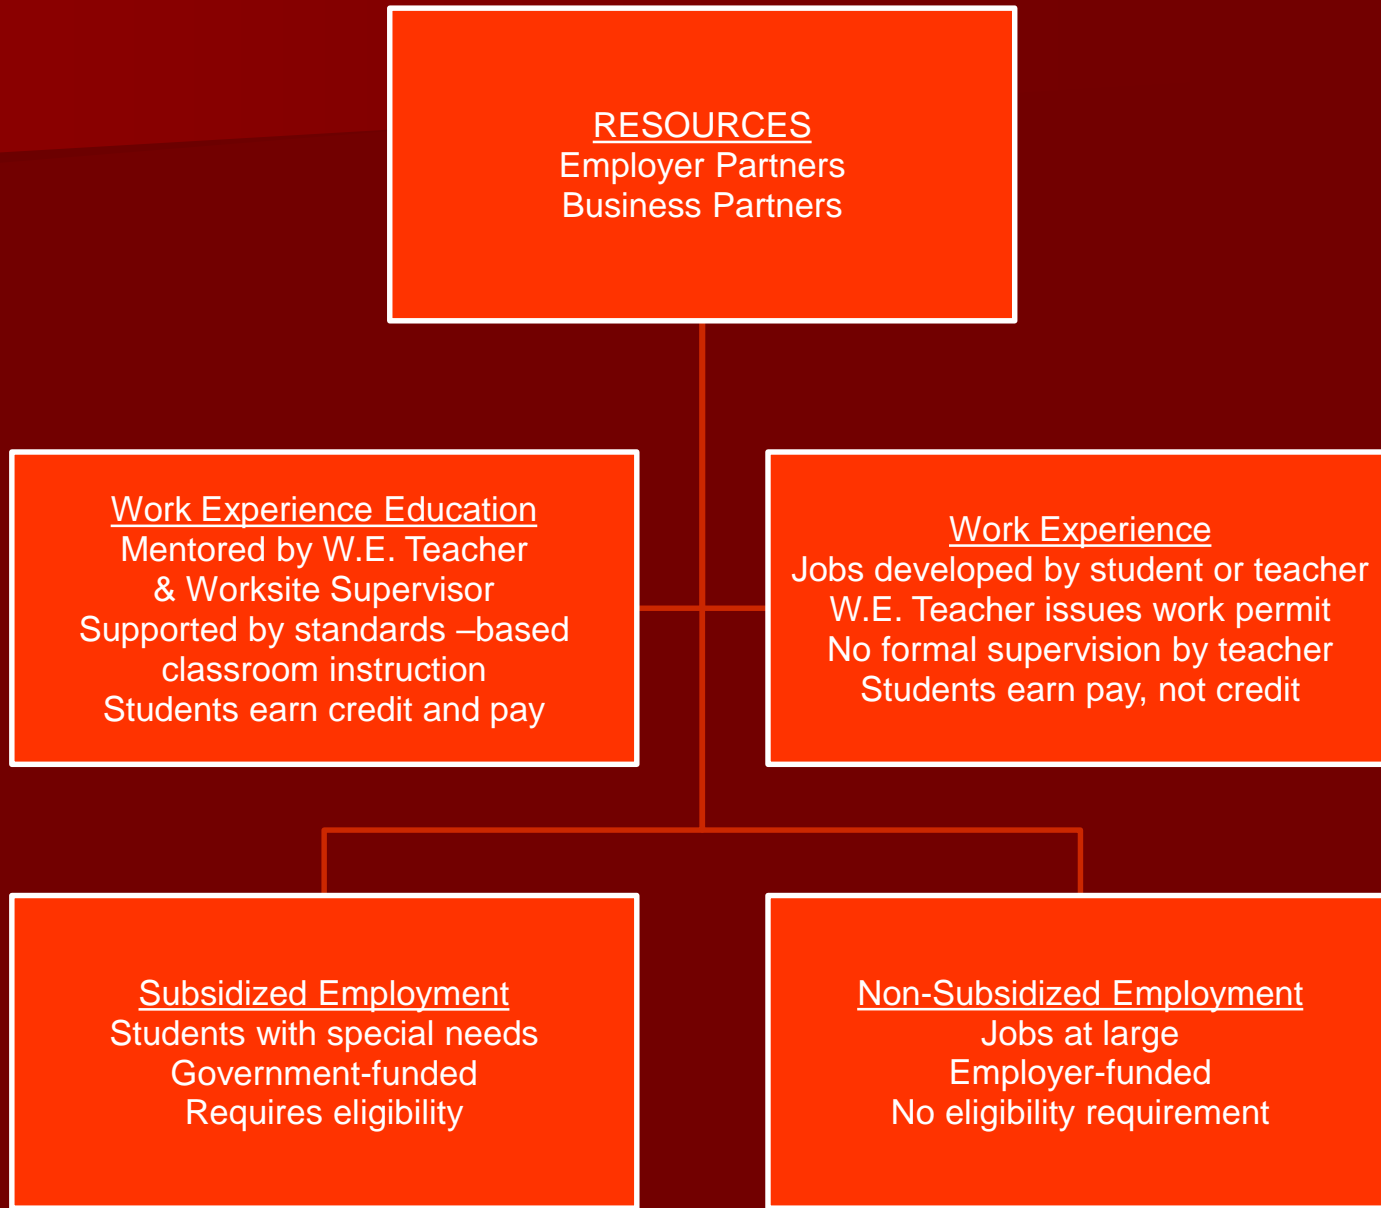 RESOURCES
Employer Partners
Business Partners
Work Experience Education
Mentored by W.E. Teacher
& Worksite Supervisor
Supported by standards –based
classroom instruction
Students earn credit and pay
Work Experience
Jobs developed by student or teacher
W.E. Teacher issues work permit
No formal supervision by teacher
Students earn pay, not credit
Subsidized Employment
Students with special needs
Government-funded
Requires eligibility
Non-Subsidized Employment
Jobs at large
Employer-funded
No eligibility requirement